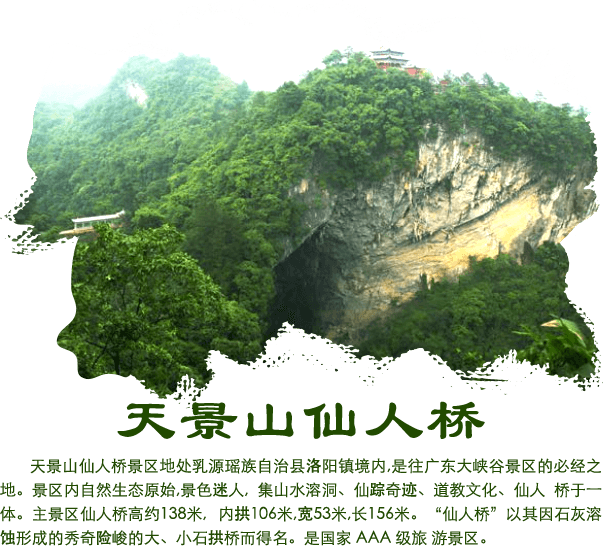 天景山仙人桥
天景山仙人桥景区地处乳源瑶族自治县洛阳镇境内,是往广东大峡谷景区的必经之
地。景区内自然生态原始,景色迷人, 集山水溶洞、仙踪奇迹、道教文化、仙人 桥于一
体。主景区仙人桥高约138米, 内拱106米,宽53米,长156米。“仙人桥”以其因石灰溶
蚀形成的秀奇险峻的大、小石拱桥而得名。是国家 AAA 级旅 游景区。